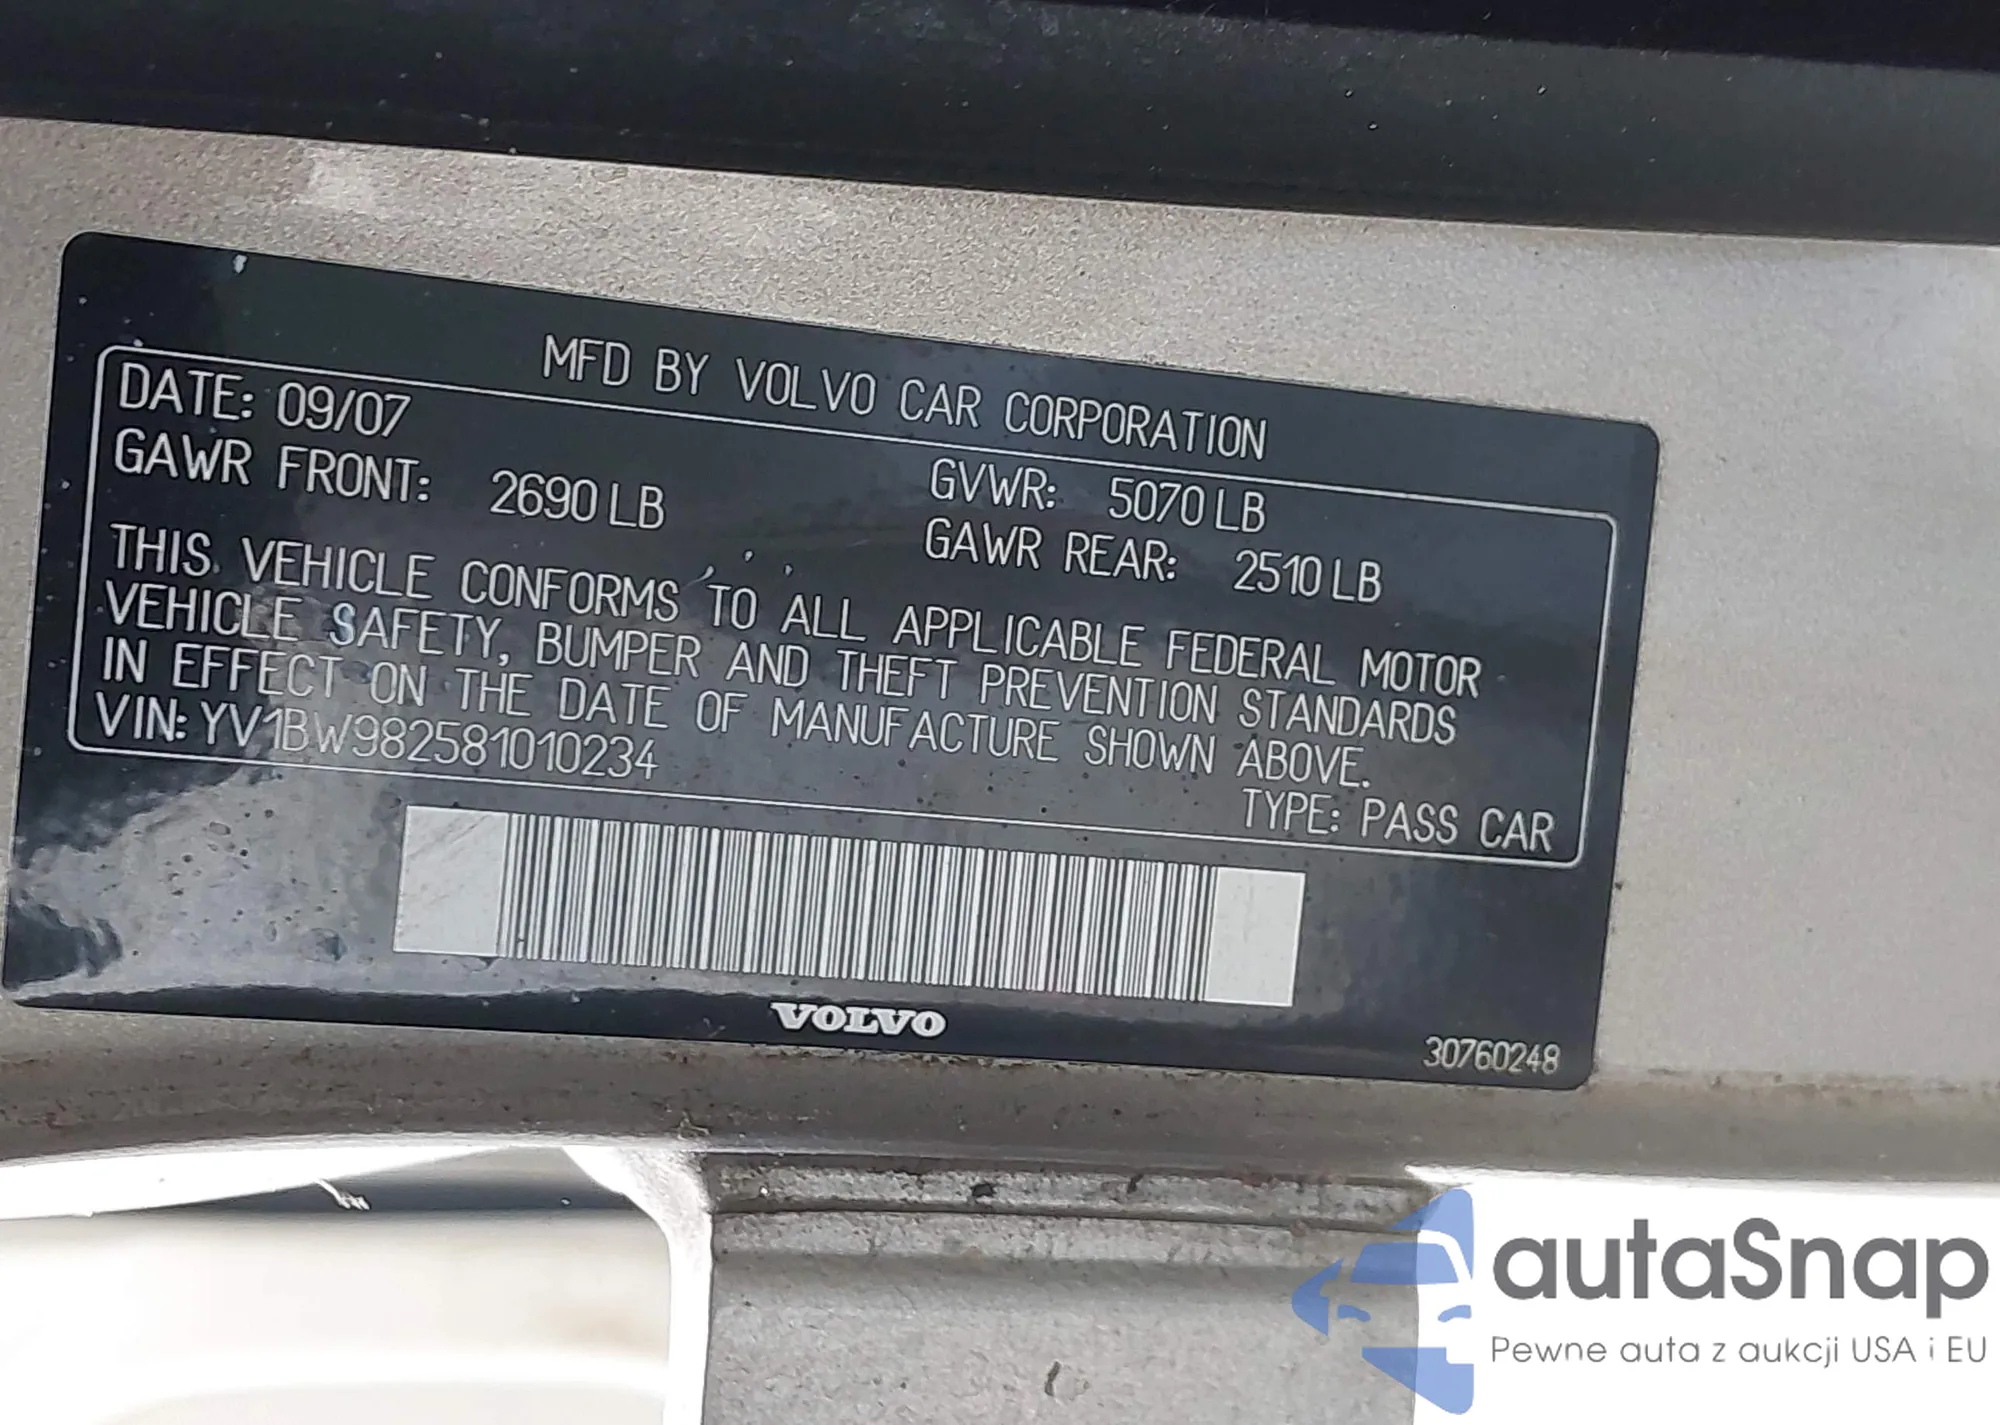 MFD BY VOLVO CAR CORPORATION
DATE: 09/07
GVWR: 5070 LB
GAWR FRONT: 2690 LB
GAWR REAR: 2510 LB
THIS VEHICLE CONFORMS TO ALL APPLICABLE FEDERAL MOTOR
VEHICLE SAFETY, BUMPER AND THEFT PREVENTION STANDARDS
IN EFFECT ON THE DATE OF MANUFACTURE SHOWN ABOVE.
VIN: YV1BW982581010234
TYPE: PASS CAR
VOLVO
30760248
autaSnap
Pewne auta z aukcji USA i EU